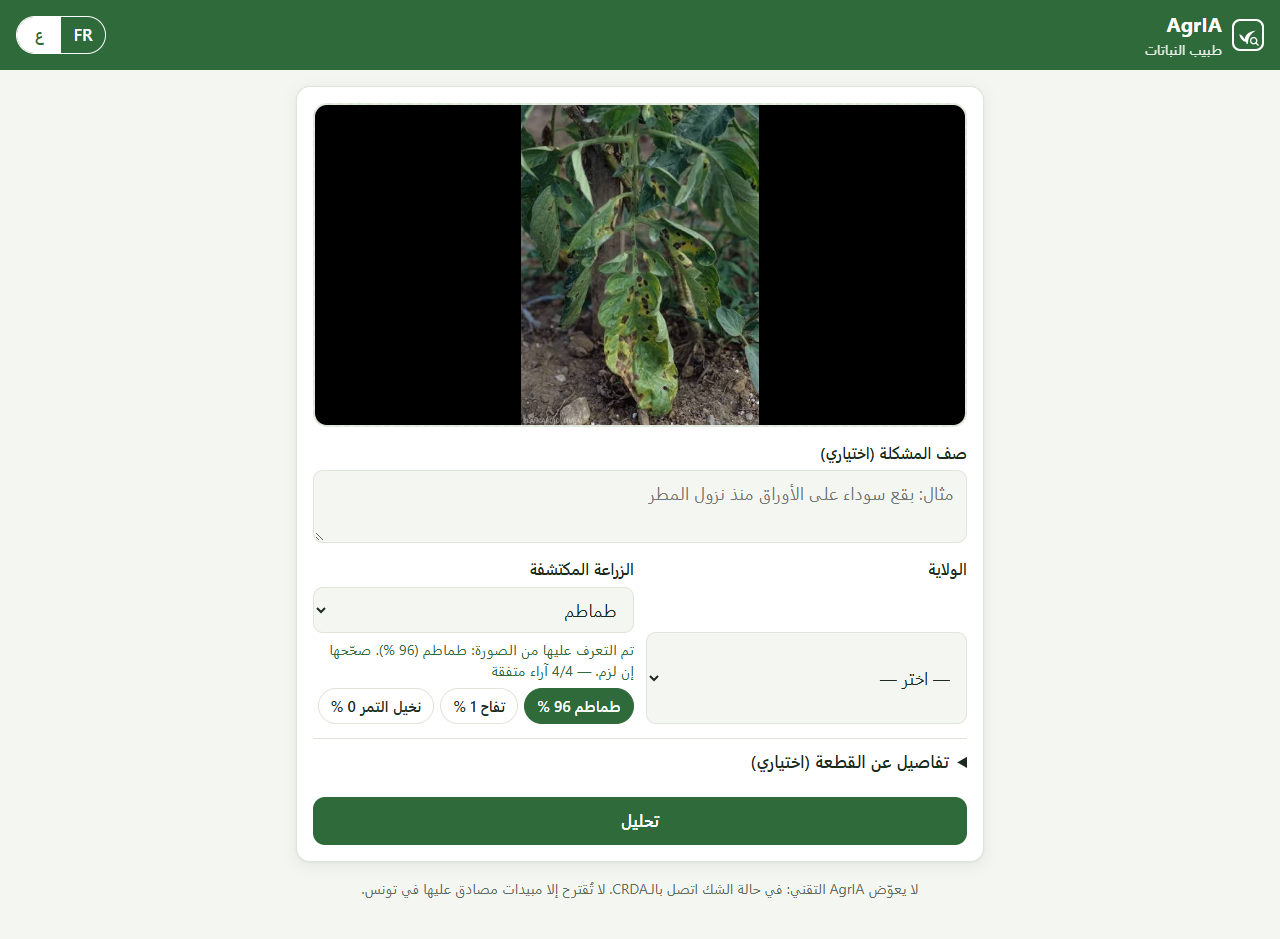 AgrIA
طبيب النباتات
FR
ع
صف المشكلة (اختياري)
مثال: بقع سوداء على الأوراق منذ نزول المطر
الولاية
— اختر —
الزراعة المكتشفة
طماطم
تم التعرف عليها من الصورة: طماطم (96 %). صحّحها
إن لزم. — 4/4 آراء متفقة
طماطم 96 %
تفاح 1 %
نخيل التمر 0 %
تفاصيل عن القطعة (اختياري)
تحليل
لا يعوّض AgrIA التقني: في حالة الشك اتصل بالـCRDA. لا تُقترح إلا مبيدات مصادق عليها في تونس.